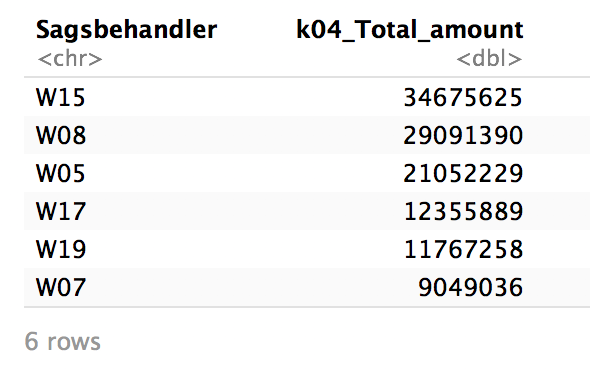 Sagsbehandler k04_Total_amount
<chr> <dbl>
W15 34675625
W08 29091390
W05 21052229
W17 12355889
W19 11767258
W07 9049036
6 rows